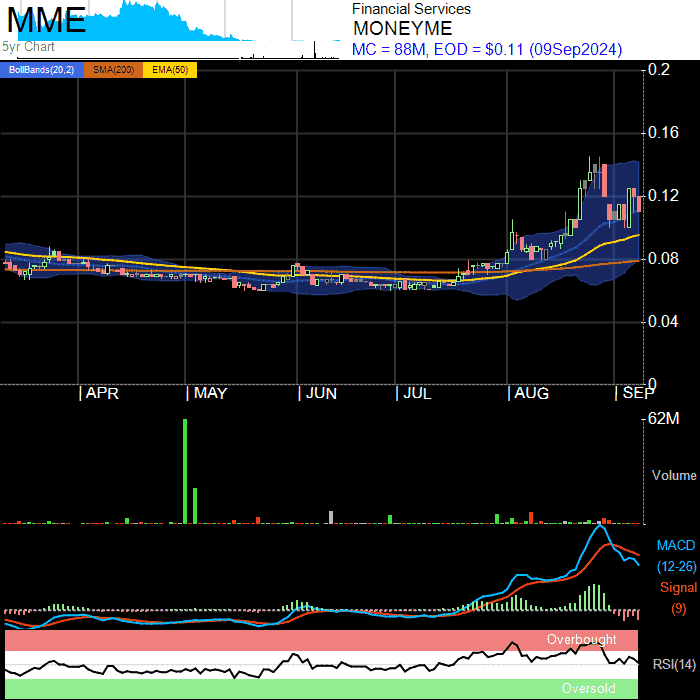 MME
5yr Chart
Financial Services
MONEYME
MC = 88M, EOD = $0.11 (09Sep2024)
BollBands(20,2) SMA(200) EMA(50)
0.2
0.16
0.12
0.08
0.04
0
APR MAY JUN JUL AUG SEP
62M
Volume
MACD
(12-26)
Signal
(9)
Overbought
RSI(14)
Oversold